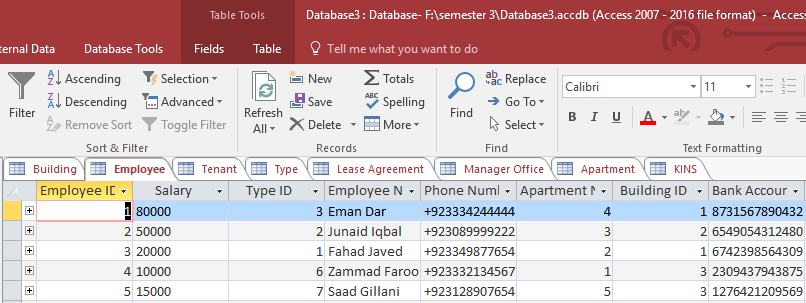 Table Tools Database3 : Database- F:\semester 3\Database3.accdb (Access 2007 - 2016 file format) - Acces
ernal Data Database Tools Fields Table Tell me what you want to do
Filter Ascending Selection Refresh All New Totals Find Replace Calibri 11
Descending Advanced Save Spelling Go To B I U A
Remove Sort Toggle Filter Delete More Select
Sort & Filter Records Find Text Formatting
Building Employee Tenant Type Lease Agreement Manager Office Apartment KINS
Employee ID Salary Type ID Employee N Phone Numl Apartment N Building ID Bank Accour
1 80000 3 Eman Dar +923334244444 4 1 8731567890432
2 50000 2 Junaid Iqbal +923089999222 3 2 6549054312480
3 20000 1 Fahad Javed +923349877654 2 1 6742398564309
4 10000 6 Zammad Faroo +923332134567 1 3 2309437943875
5 15000 7 Saad Gillani +923128907654 5 3 1276421209569